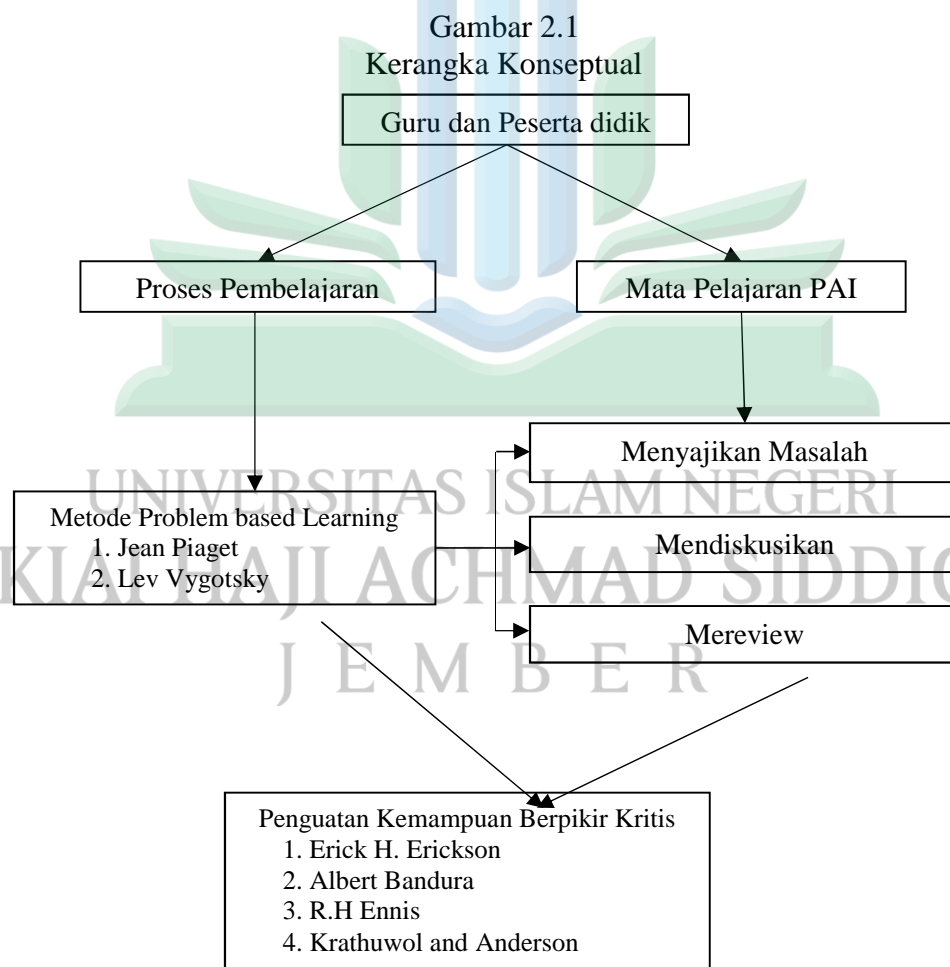 Gambar 2.1
Kerangka Konseptual
Guru dan Peserta didik
Proses Pembelajaran
Mata Pelajaran PAI
Menyajikan Masalah
UNIVERSITAS ISLAM NEGERI
Metode Problem based Learning
1. Jean Piaget
2. Lev Vygotsky
Mendiskusikan
KIAI HAJI ACHMAD SIDDIQ
Mereview
JEMBER
Penguatan Kemampuan Berpikir Kritis
1. Erick H. Erickson
2. Albert Bandura
3. R.H Ennis
4. Krathuwol and Anderson